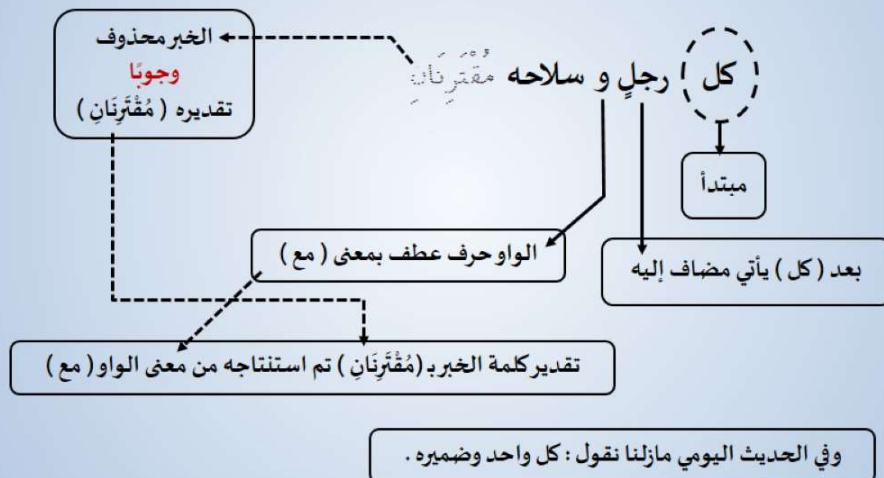 كل رجلٍ و سلاحه مُقْتَرِنَانِ
الخبر محذوف
وجوبًا
تقديره ( مُقْتَرِنَانِ )
مبتدأ
بعد ( كل ) يأتي مضاف إليه
الواو حرف عطف بمعنى ( مع )
تقدير كلمة الخبر بـ (مُقْتَرِنَانِ ) تم استنتاجه من معنى الواو ( مع )
وفي الحديث اليومي مازلنا نقول : كل واحد وضميره .